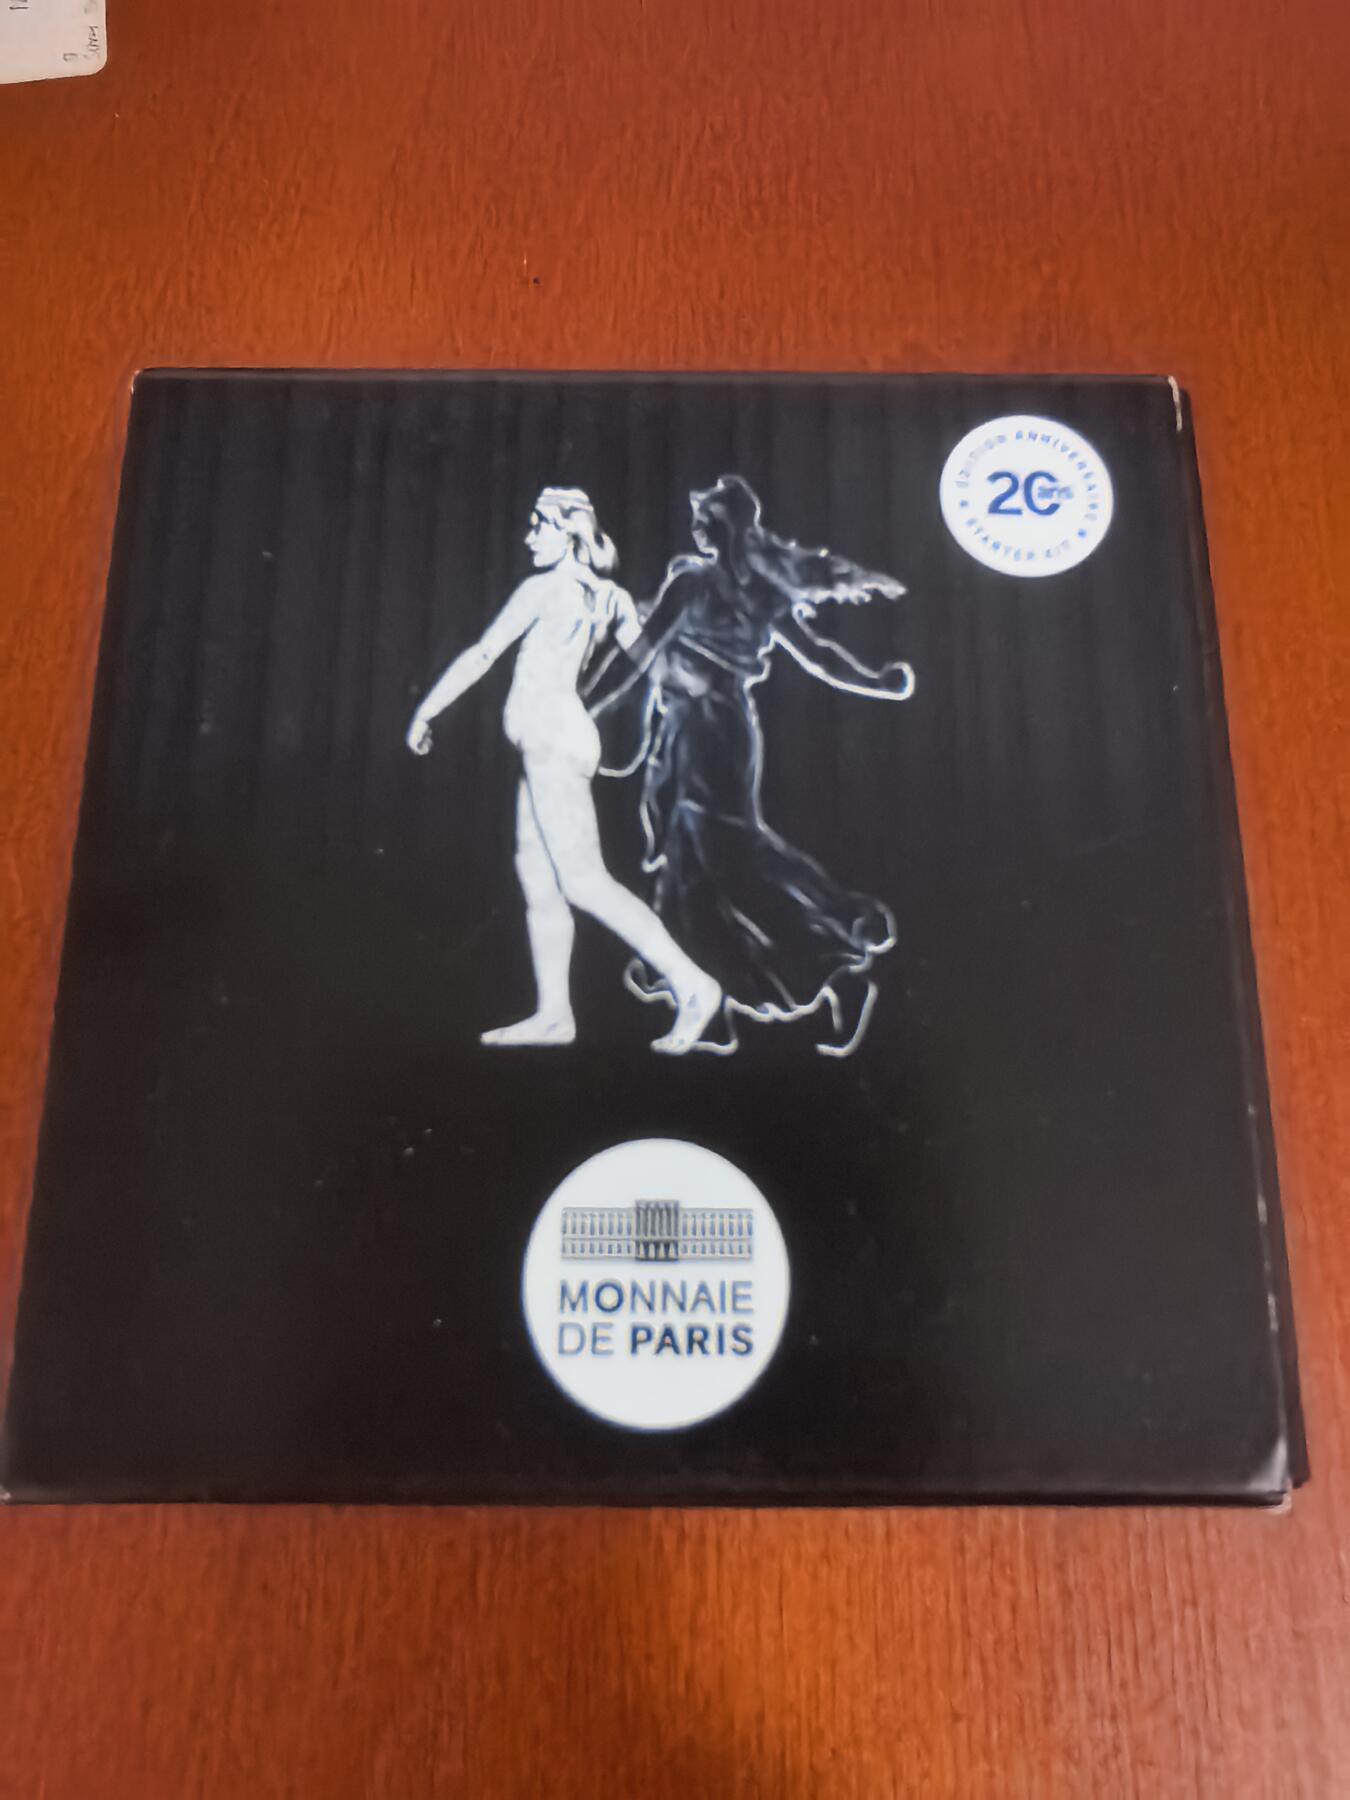 ÉDITION ANNIVERSAIRE
20 ans
STARTER KIT
MONNAIE
DE PARIS